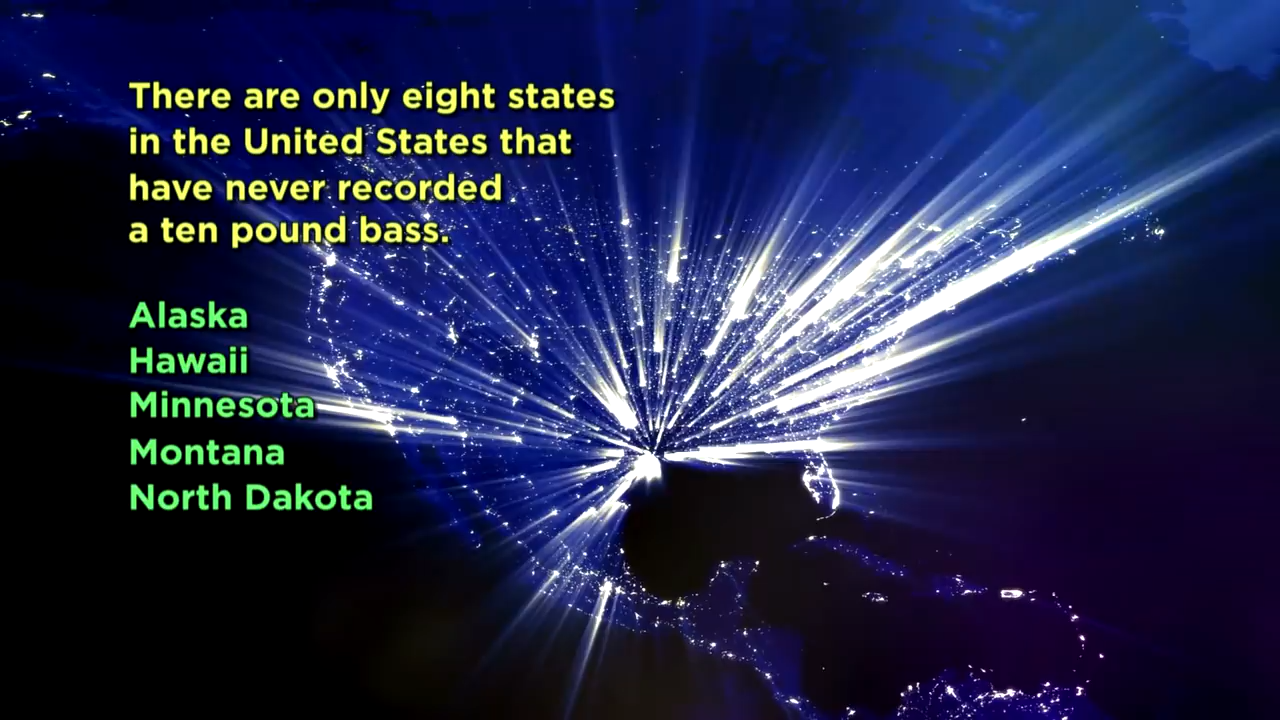 There are only eight states
in the United States that
have never recorded
a ten pound bass.
Alaska
Hawaii
Minnesota
Montana
North Dakota